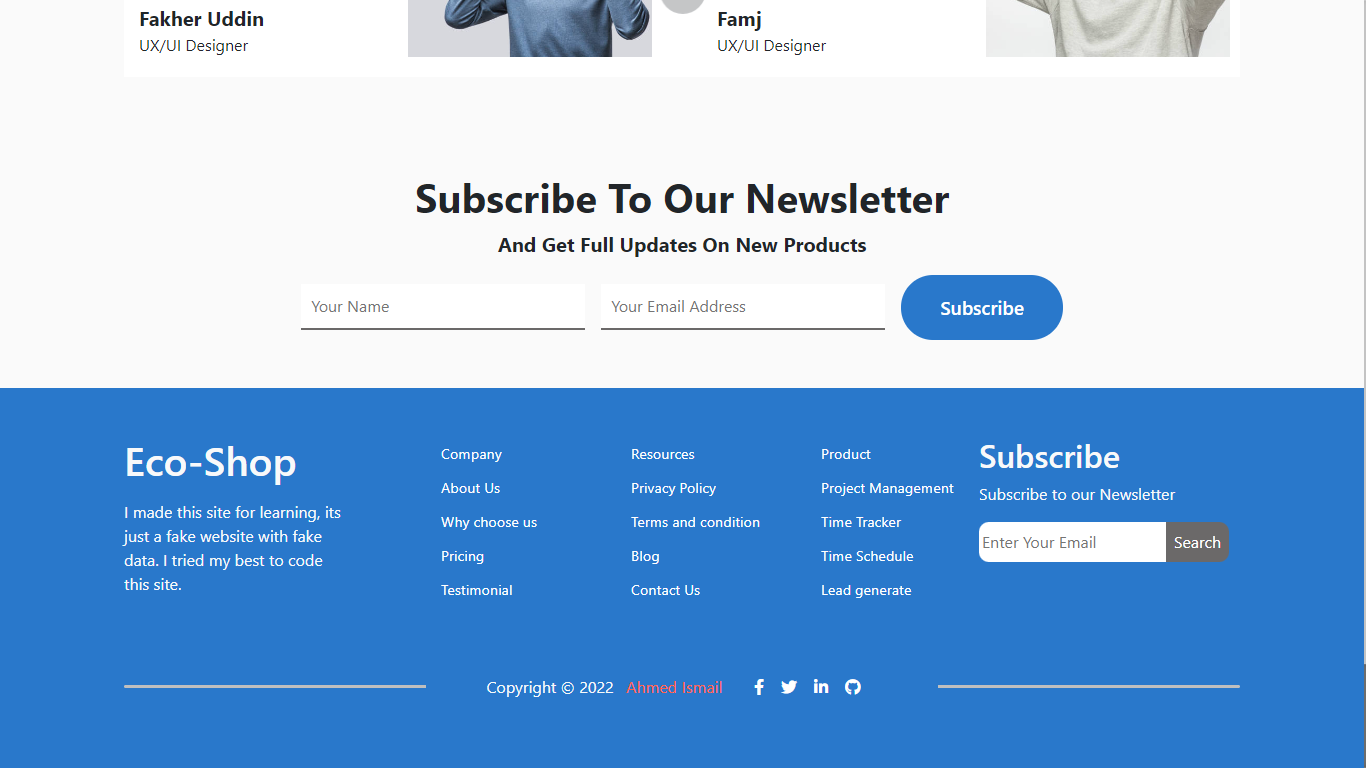 Fakher Uddin
UX/UI Designer
Famj
UX/UI Designer
Subscribe To Our Newsletter
And Get Full Updates On New Products
Your Name
Your Email Address
Subscribe
Eco-Shop
I made this site for learning, its
just a fake website with fake
data. I tried my best to code
this site.
Company
About Us
Why choose us
Pricing
Testimonial
Resources
Privacy Policy
Terms and condition
Blog
Contact Us
Product
Project Management
Time Tracker
Time Schedule
Lead generate
Subscribe
Subscribe to our Newsletter
Enter Your Email
Search
Copyright © 2022 Ahmed Ismail